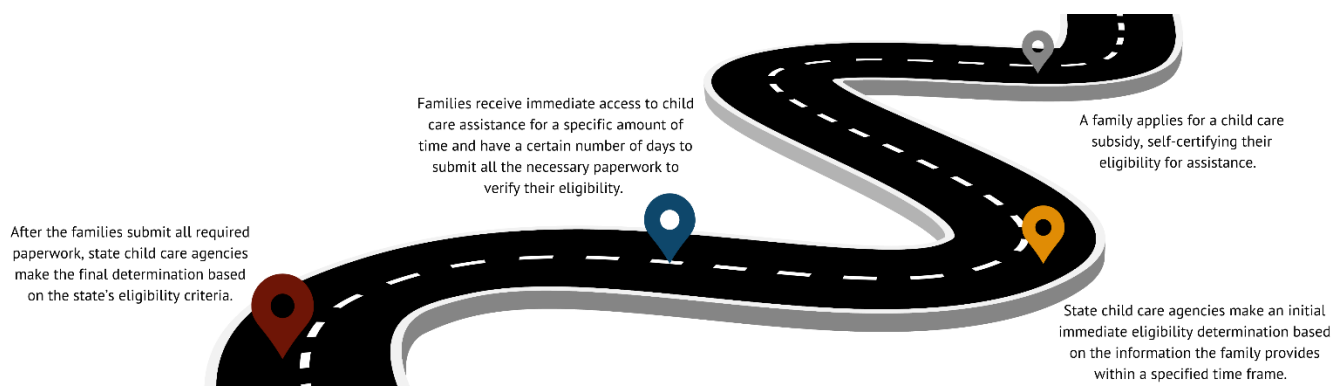 Families receive immediate access to child
care assistance for a specific amount of
time and have a certain number of days to
submit all the necessary paperwork to
verify their eligibility.
A family applies for a child care
subsidy, self-certifying their
eligibility for assistance.
After the families submit all required
paperwork, state child care agencies
make the final determination based
on the state's eligibility criteria.
State child care agencies make an initial
immediate eligibility determination based
on the information the family provides
within a specified time frame.